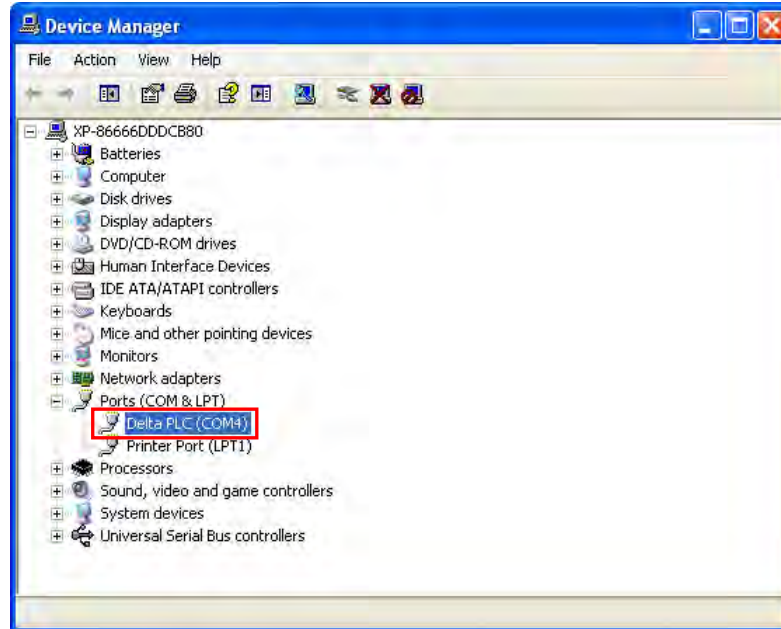 Device Manager
File Action View Help
XP-86666DDDCB80
Batteries
Computer
Disk drives
Display adapters
DVD/CD-ROM drives
Human Interface Devices
IDE ATA/ATAPI controllers
Keyboards
Mice and other pointing devices
Monitors
Network adapters
Ports (COM & LPT)
Delta PLC (COM4)
Printer Port (LPT1)
Processors
Sound, video and game controllers
System devices
Universal Serial Bus controllers